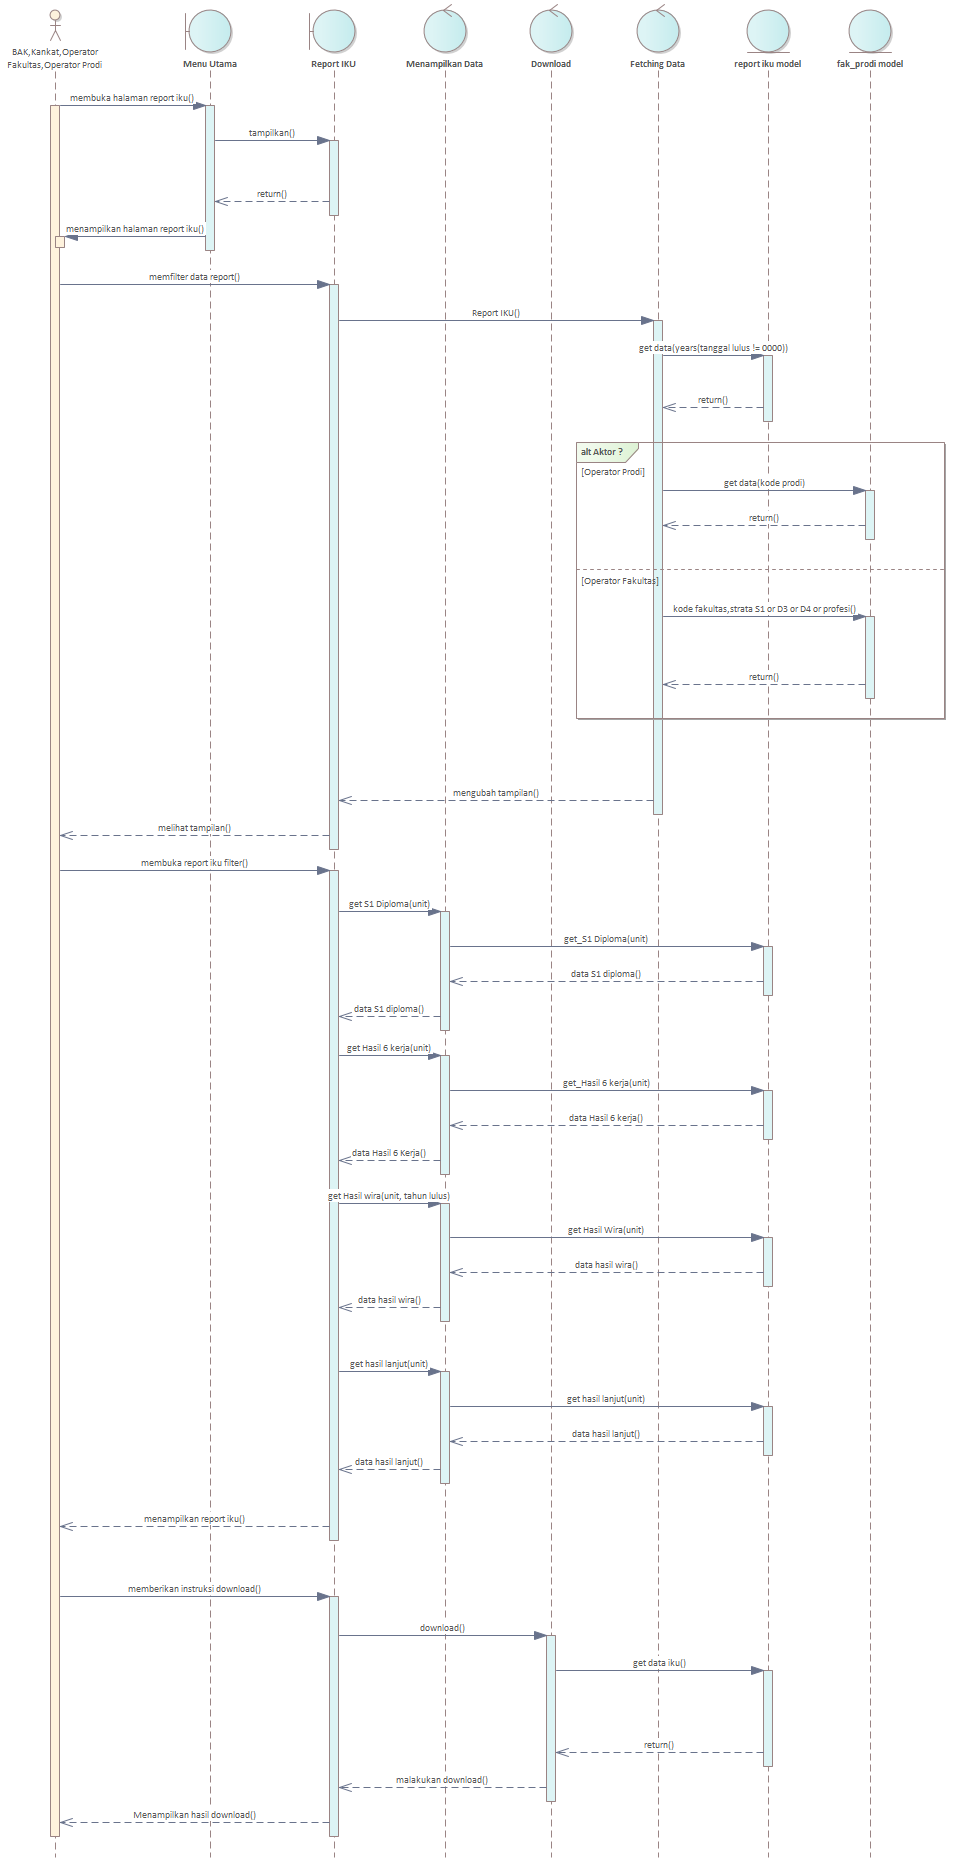 BAK,Kankat,Operator
Fakultas,Operator Prodi
Menu Utama
Report IKU
Menampilkan Data
Download
Fetching Data
report iku model
fak_prodi model
membuka halaman report iku()
tampilkan()
return()
menampilkan halaman report iku()
memfilter data report()
Report IKU()
get data(years(tanggal lulus != 0000))
return()
alt Aktor ?
[Operator Prodi]
get data(kode prodi)
return()
[Operator Fakultas]
kode fakultas,strata S1 or D3 or D4 or profesi()
return()
mengubah tampilan()
melihat tampilan()
membuka report iku filter()
get S1 Diploma(unit)
get_S1 Diploma(unit)
data S1 diploma()
data S1 diploma()
get Hasil 6 kerja(unit)
get_Hasil 6 kerja(unit)
data Hasil 6 kerja()
data Hasil 6 Kerja()
get Hasil wira(unit, tahun lulus)
get Hasil Wira(unit)
data hasil wira()
data hasil wira()
get hasil lanjut(unit)
get hasil lanjut(unit)
data hasil lanjut()
data hasil lanjut()
menampilkan report iku()
memberikan instruksi download()
download()
get data iku()
return()
malakukan download()
Menampilkan hasil download()